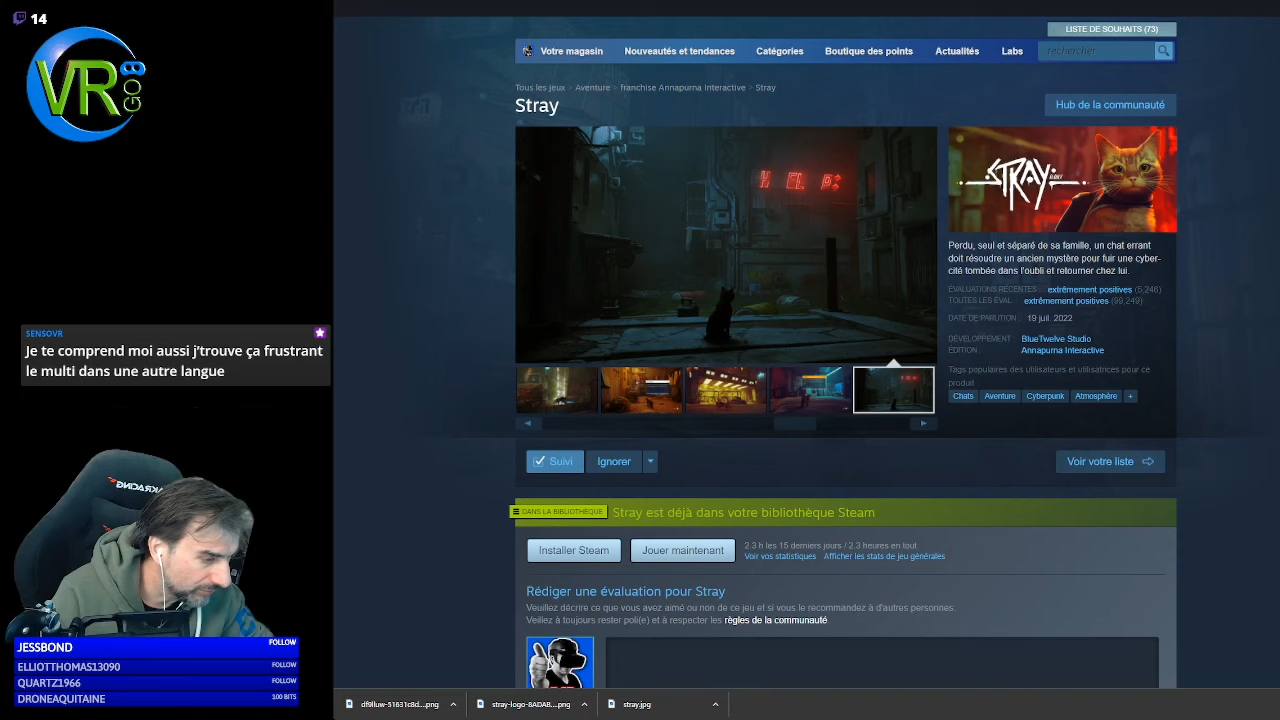 14
VR
GO
LISTE DE SOUHAITS (73)
Votre magasin Nouveautés et tendances Catégories Boutique des points Actualités Labs rechercher
Tous les jeux > Aventure > franchise Annapurna Interactive > Stray
Stray
Hub de la communauté
HELP
STRAY
Perdu, seul et séparé de sa famille, un chat errant
doit résoudre un ancien mystère pour fuir une cyber-
cité tombée dans l'oubli et retourner chez lui.
ÉVALUATIONS RÉCENTES extrêmement positives (5,246)
TOUTES LES ÉVAL. extrêmement positives (99,249)
DATE DE PARUTION 19 juil. 2022
DÉVELOPPEMENT BlueTwelve Studio
ÉDITION Annapurna Interactive
Tags populaires des utilisateurs et utilisatrices pour ce
produit
Chats Aventure Cyberpunk Atmosphère +
SENSOVR
Je te comprend moi aussi j'trouve ça frustrant
le multi dans une autre langue
Suivi Ignorer Voir votre liste
DANS LA BIBLIOTHÈQUE Stray est déjà dans votre bibliothèque Steam
Installer Steam Jouer maintenant
2.3 h les 15 derniers jours / 2.3 heures en tout
Voir vos statistiques Afficher les stats de jeu générales
Rédiger une évaluation pour Stray
Veuillez décrire ce que vous avez aimé ou non de ce jeu et si vous le recommandez à d'autres personnes.
Veillez à toujours rester poli(e) et à respecter les règles de la communauté
JESSBOND FOLLOW
ELLIOTTHOMAS13090 FOLLOW
QUARTZ1966 FOLLOW
DRONEAQUITAINE 100 BITS
stray-logo-8ADAB....png
stray.jpg